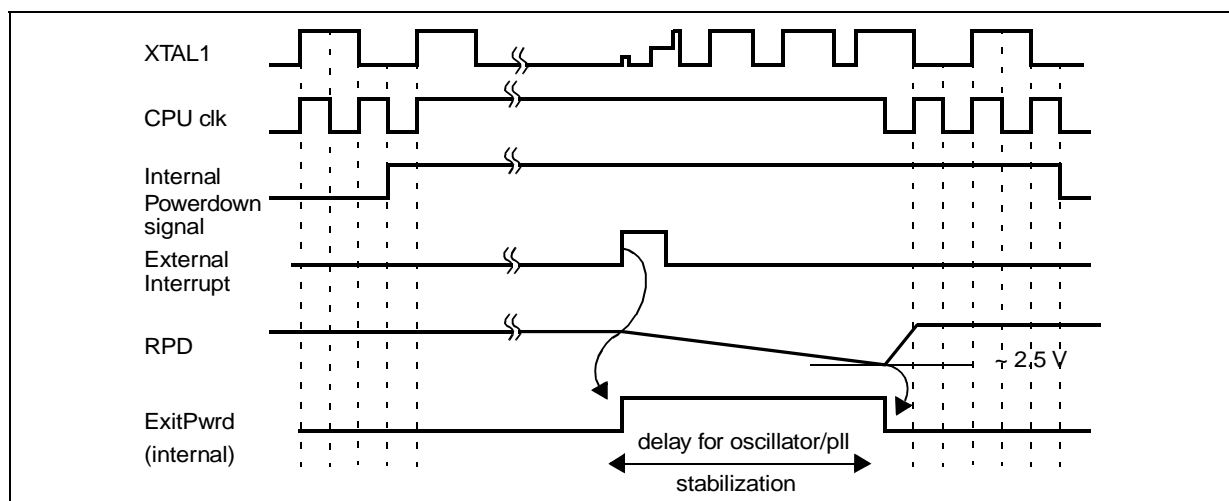 XTAL1
CPU clk
Internal
Powerdown
signal
External
Interrupt
RPD
~ 2.5 V
ExitPwrd
(internal)
delay for oscillator/pll
stabilization